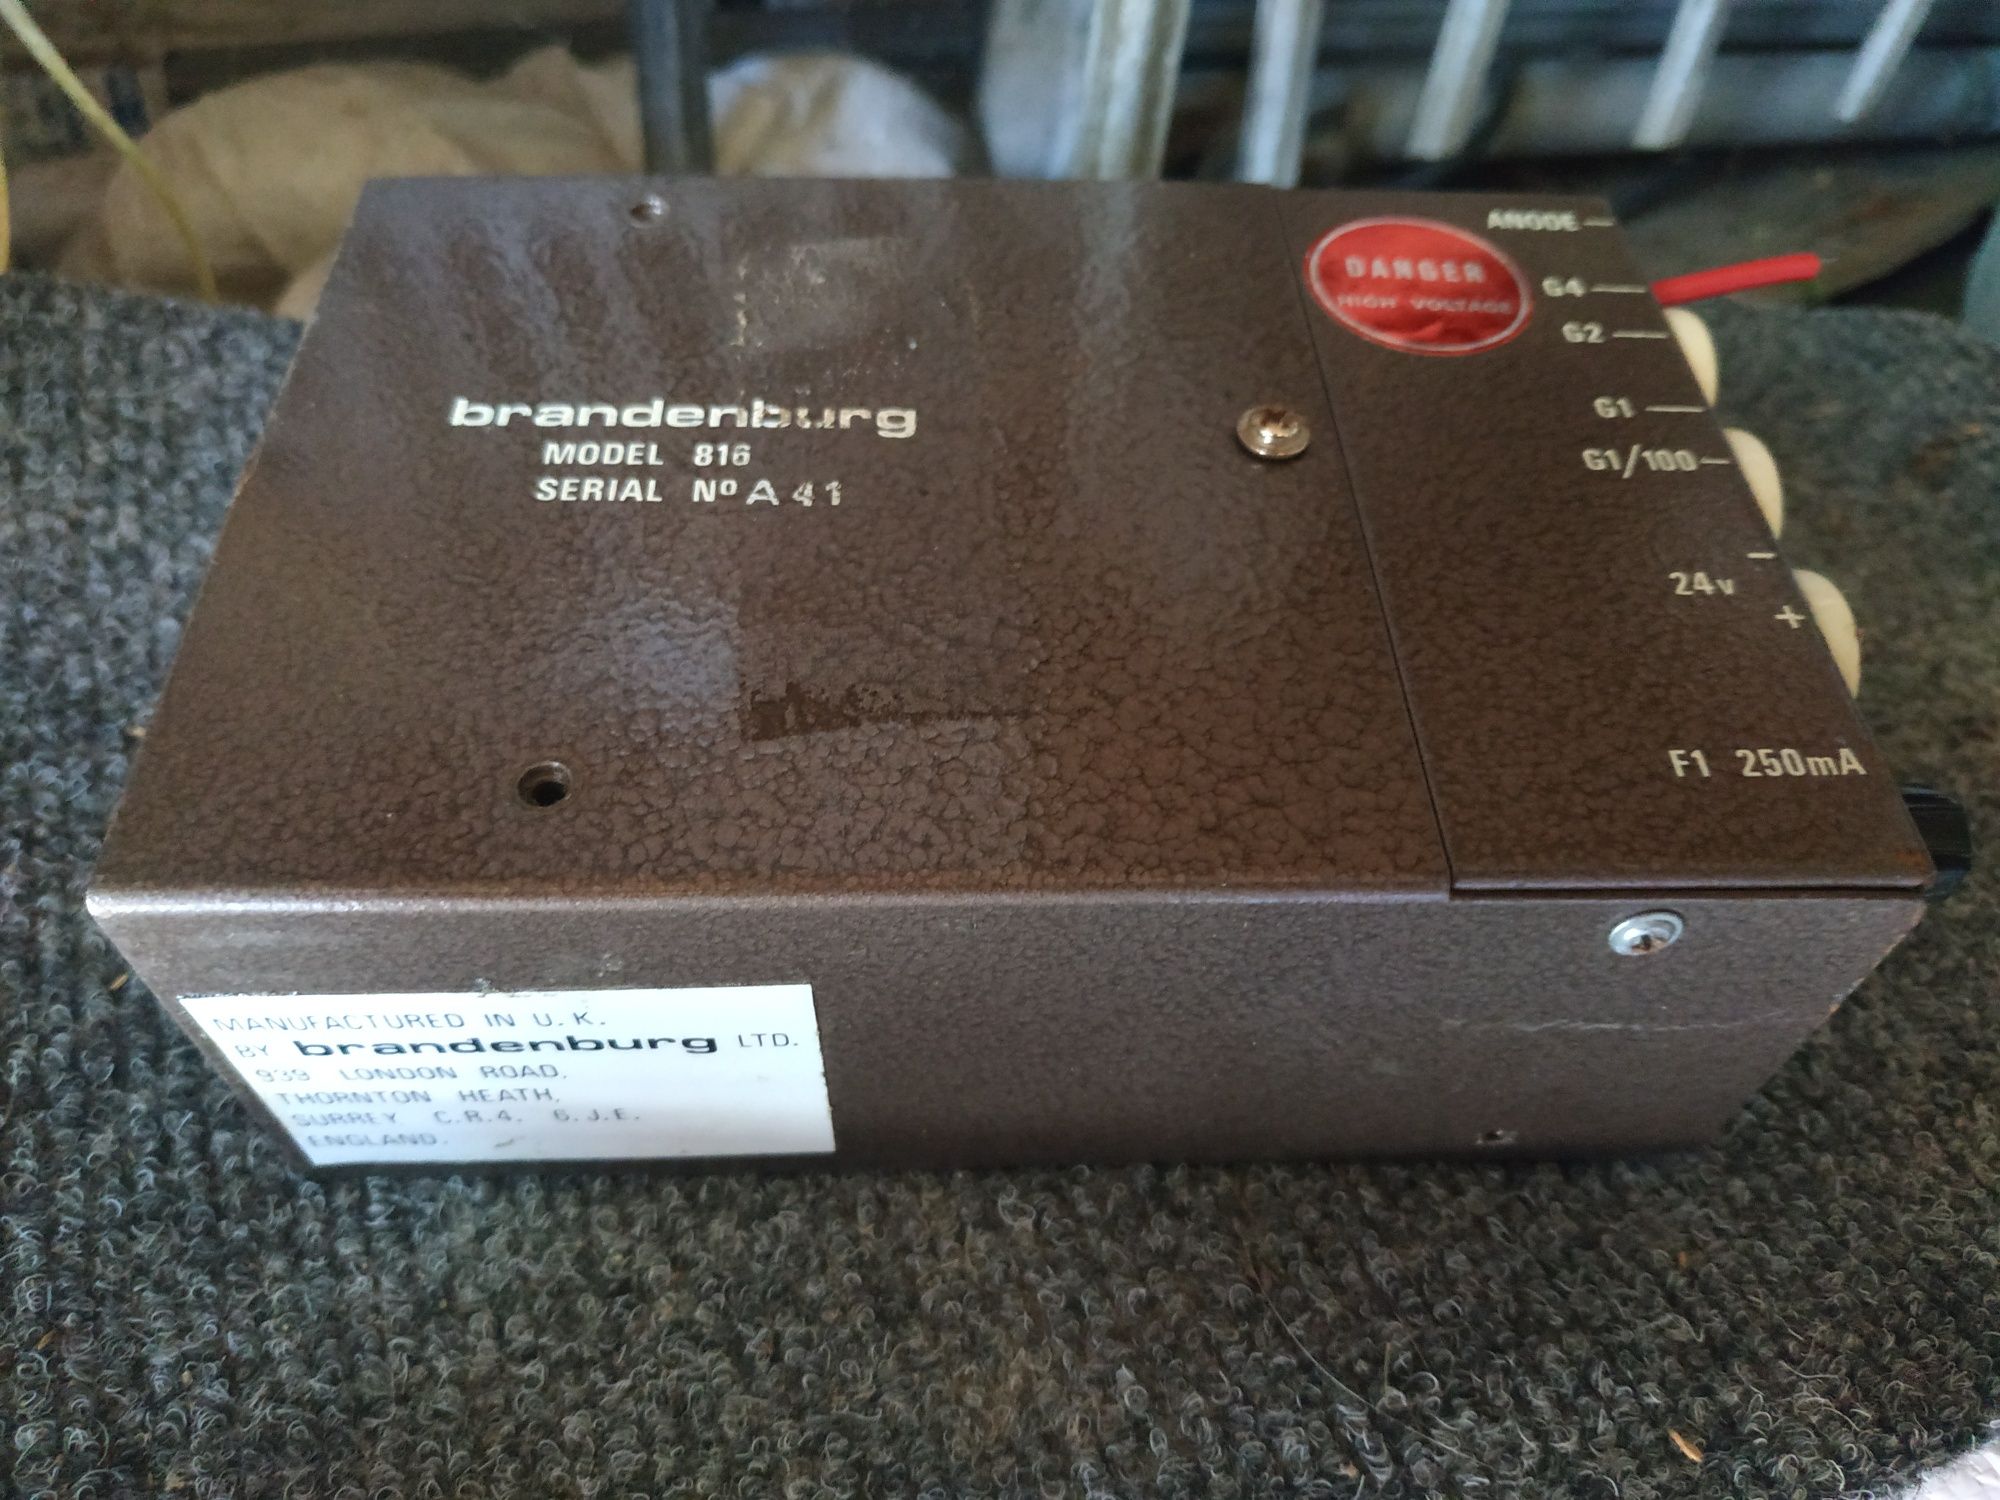 brandenburg
MODEL 816
SERIAL Nº A41
DANGER
HIGH VOLTAGE
ANODE —
G4 —
G2 —
G1 —
G1/100 —
−
24v
+
F1 250mA
MANUFACTURED IN U.K.
BY brandenburg LTD.
939 LONDON ROAD,
THORNTON HEATH,
SURREY C.R.4. 6.J.E.
ENGLAND.